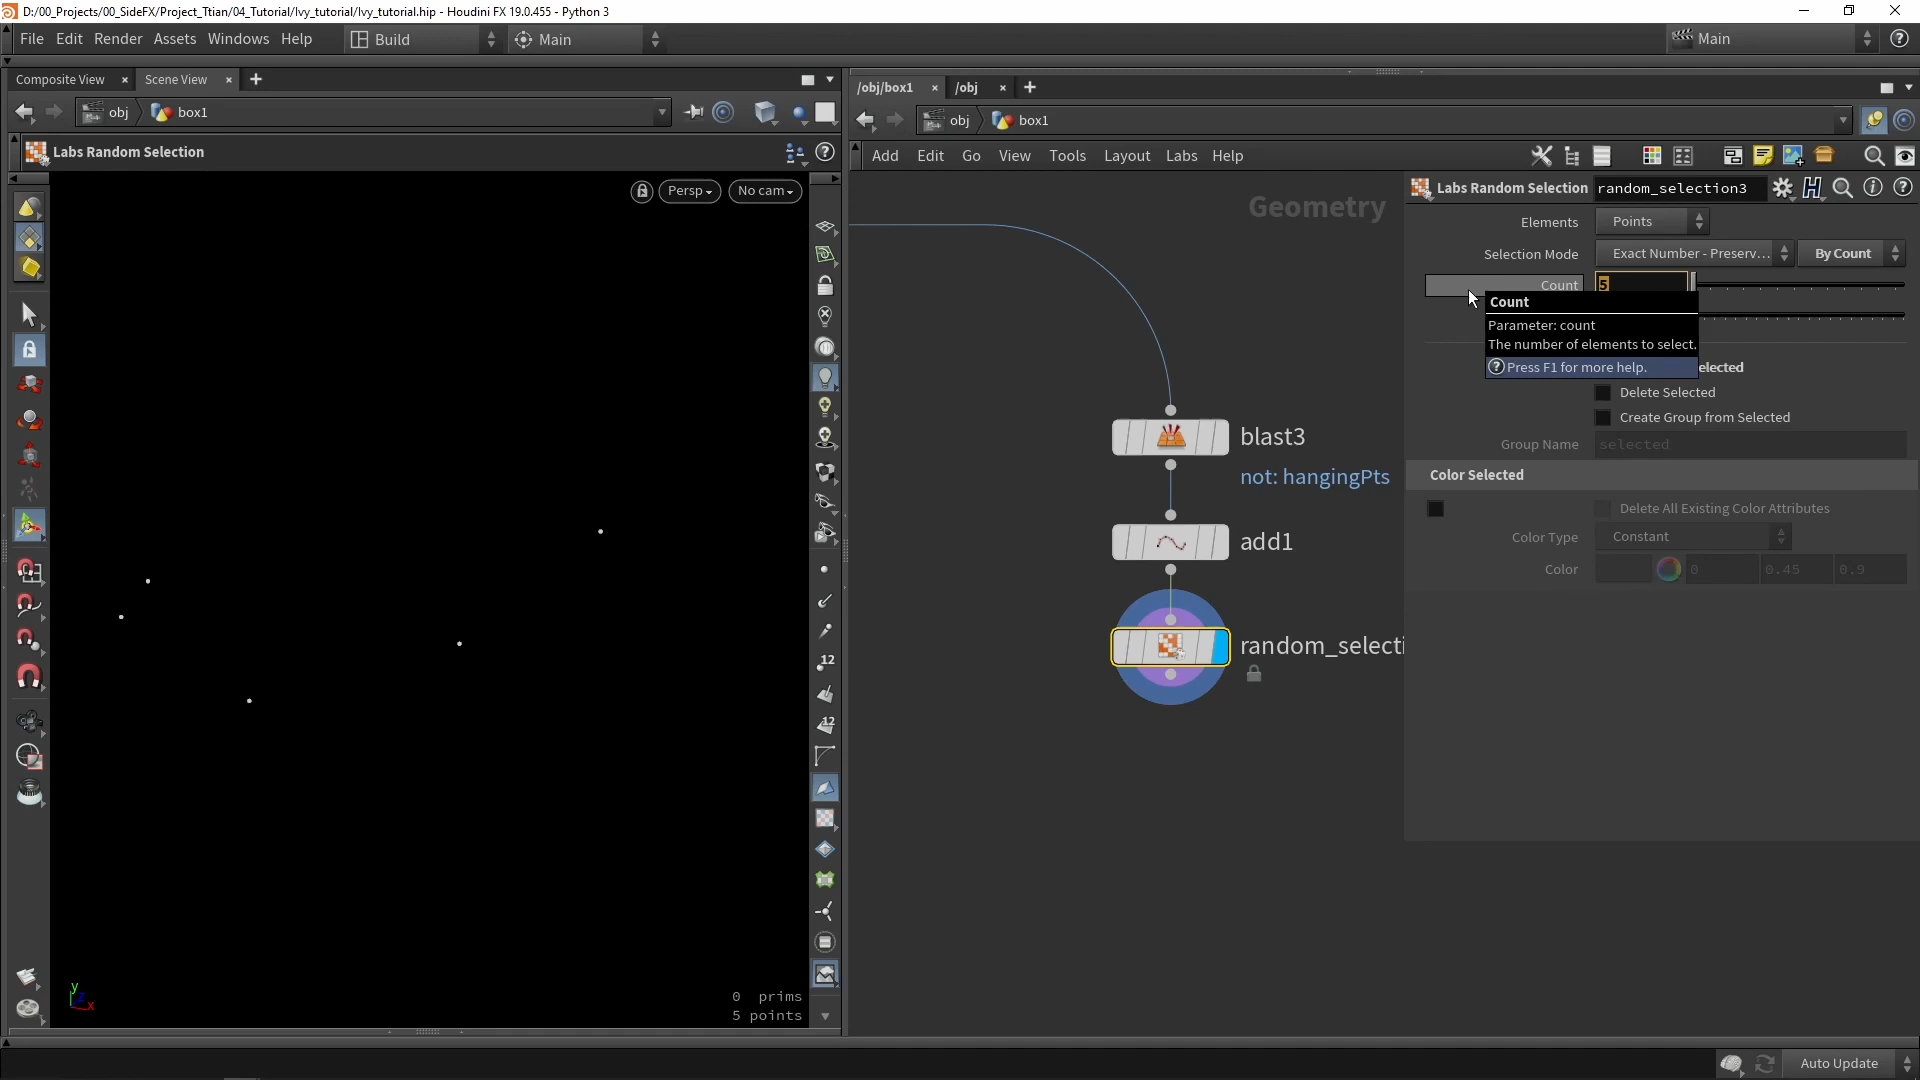 D:/00_Projects/00_SideFX/Project_Ttian/04_Tutorial/Ivy_tutorial/Ivy_tutorial.hip - Houdini FX 19.0.455 - Python 3
File Edit Render Assets Windows Help Build Main Main
Composite View Scene View
obj box1
Labs Random Selection
Persp No cam
12
12
y
x
0 prims
5 points
/obj/box1 /obj
obj box1
Add Edit Go View Tools Layout Labs Help
Geometry
blast3
not: hangingPts
add1
random_selecti
Labs Random Selection random_selection3
Elements Points
Selection Mode Exact Number - Preserv... By Count
Count 5
Count
Parameter: count
The number of elements to select.
Press F1 for more help.
elected
Delete Selected
Create Group from Selected
Group Name selected
Color Selected
Delete All Existing Color Attributes
Color Type Constant
Color 0 0.45 0.9
Auto Update